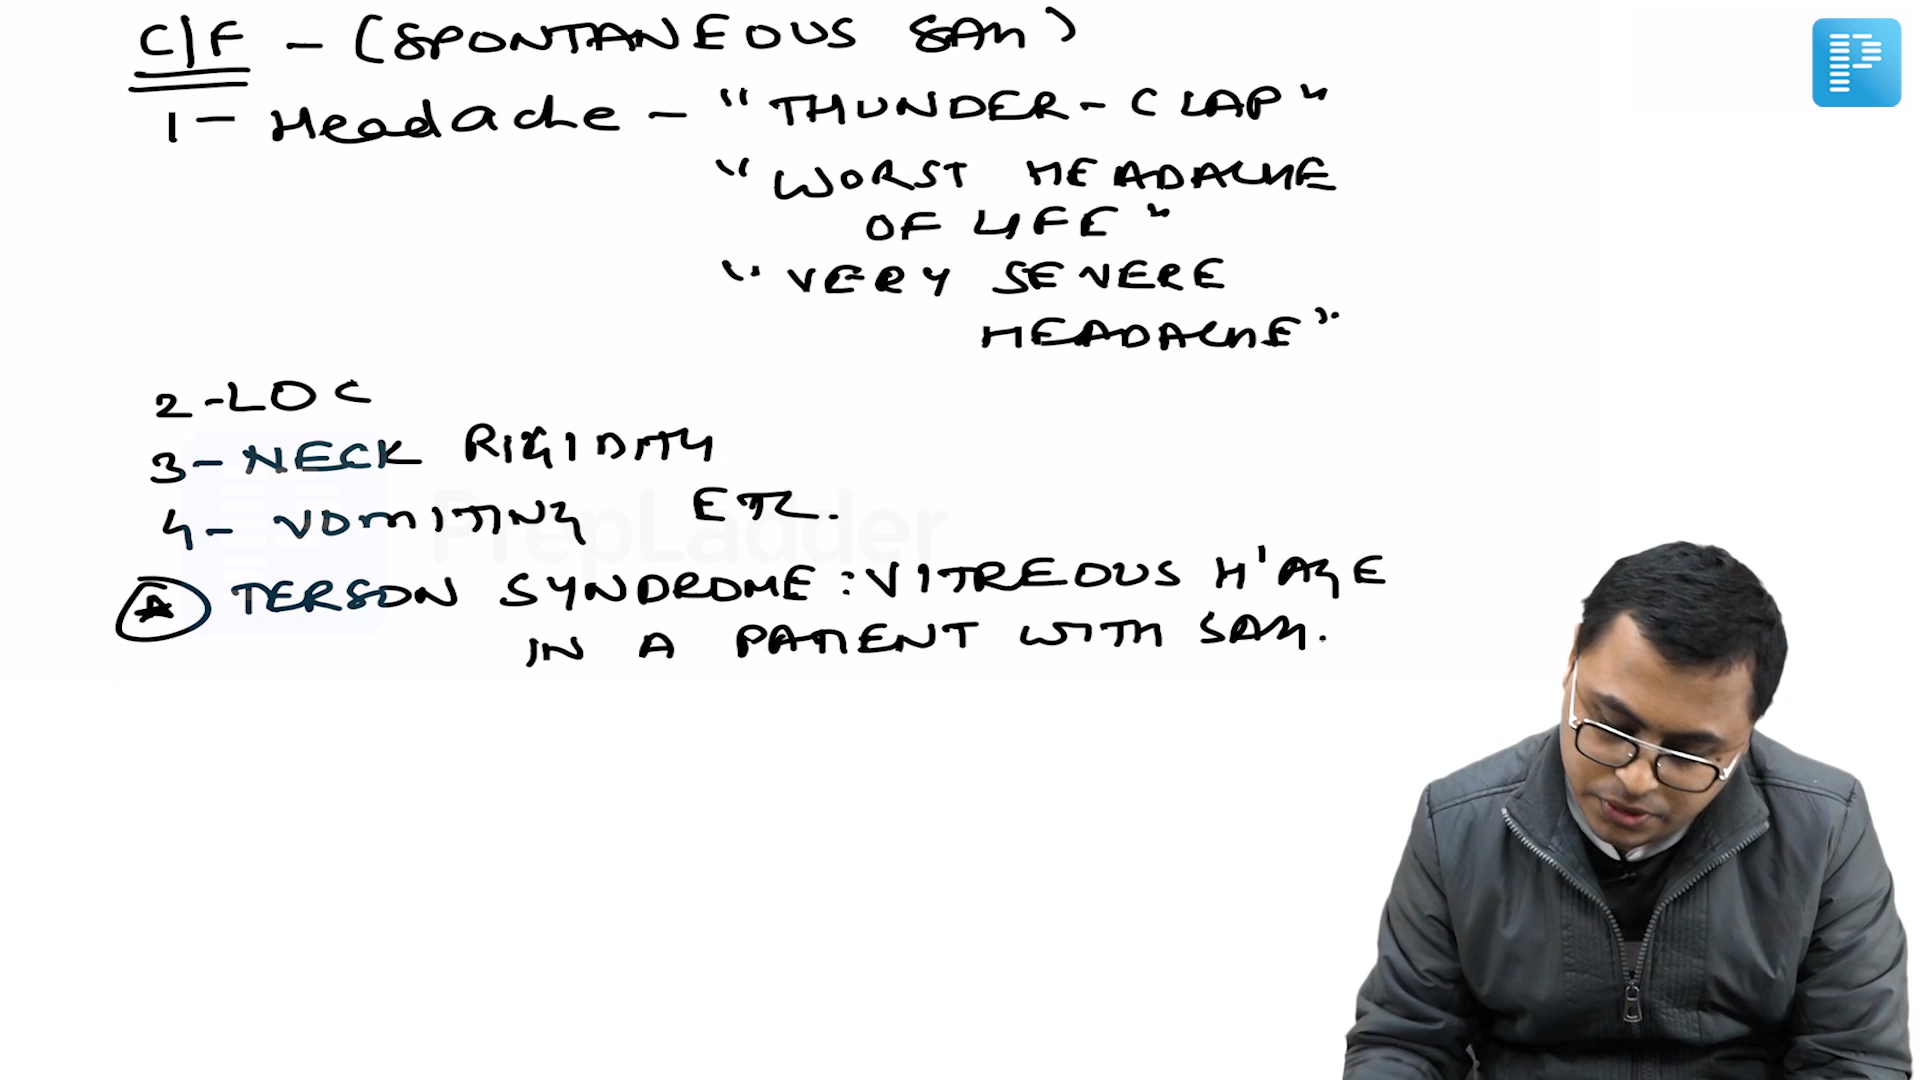 C/F - (SPONTANEOUS SAH)
1 - Headache - "THUNDER-CLAP"
"WORST HEADACHE
OF LIFE"
"VERY SEVERE
HEADACHE"
2 - LOC
3 - NECK RIGIDITY
4 - VOMITING ETC.
PrepLadder
TERSON SYNDROME : VITREOUS H'AGE
IN A PATIENT WITH SAH.